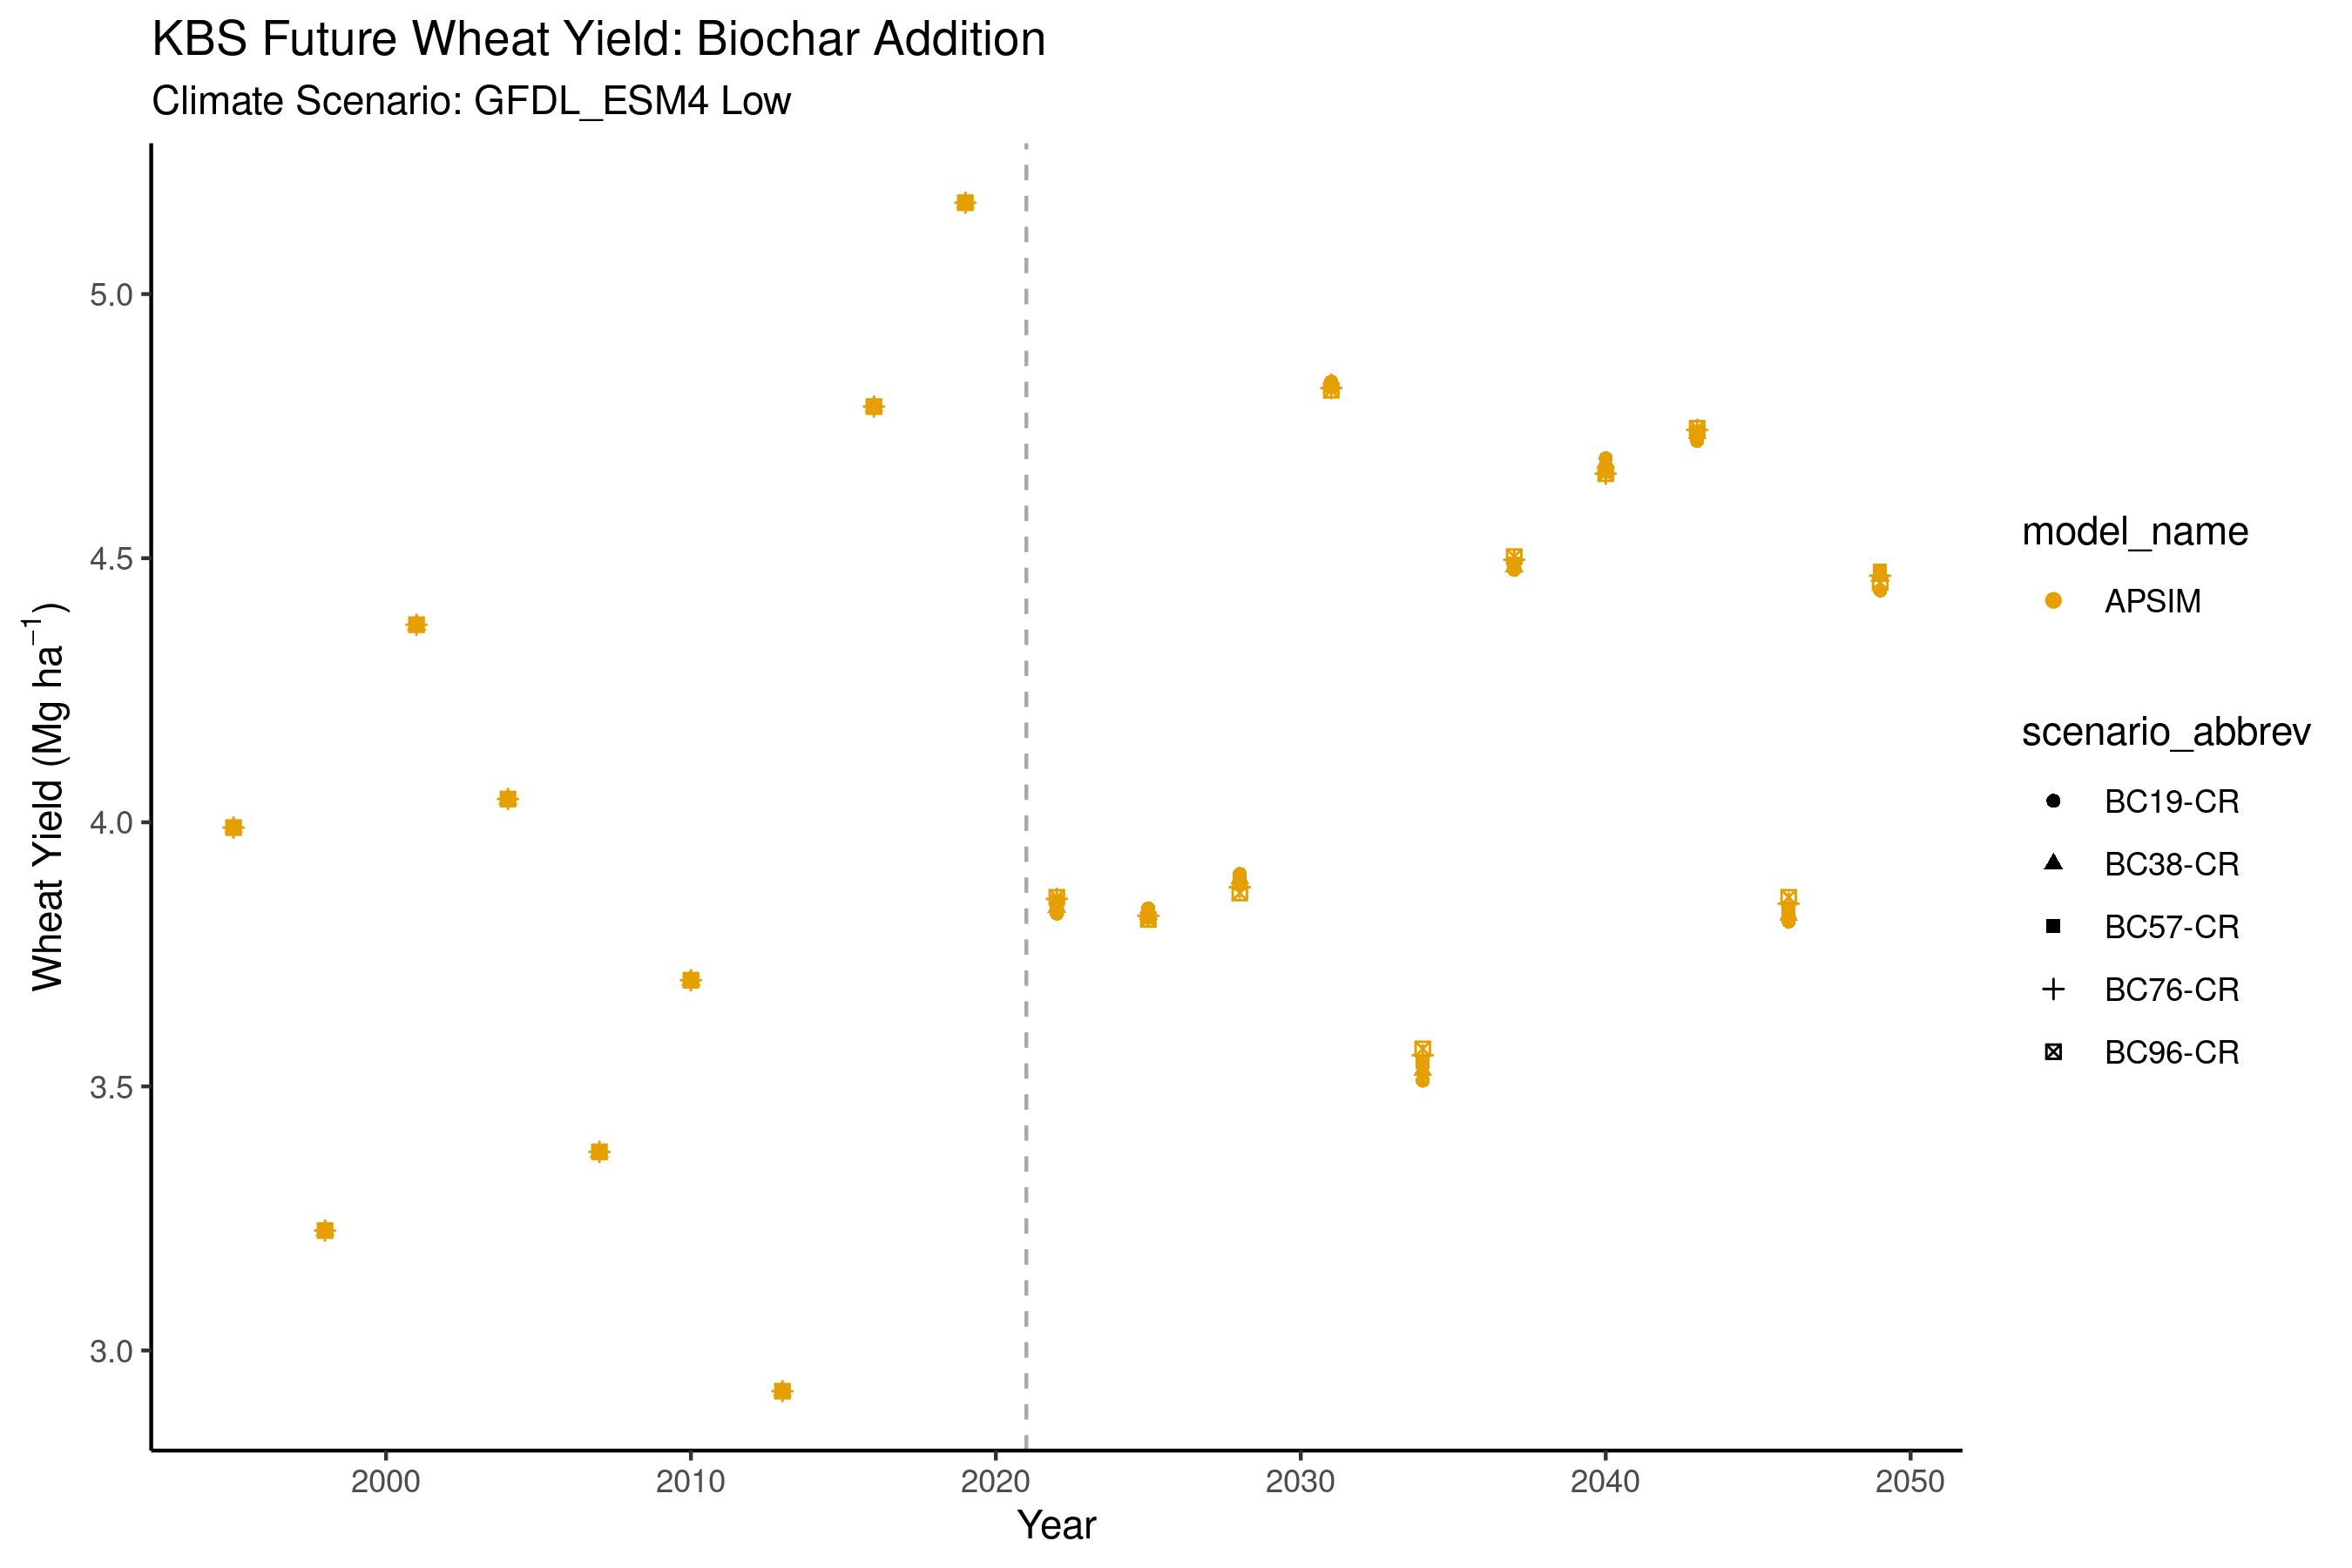 KBS Future Wheat Yield: Biochar Addition
Climate Scenario: GFDL_ESM4 Low
Wheat Yield (Mg ha⁻¹)
5.0
4.5
4.0
3.5
3.0
2000 2010 2020 2030 2040 2050
Year
model_name
APSIM
scenario_abbrev
BC19-CR
BC38-CR
BC57-CR
BC76-CR
BC96-CR